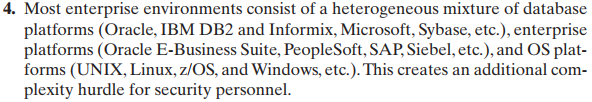 4. Most enterprise environments consist of a heterogeneous mixture of database
platforms (Oracle, IBM DB2 and Informix, Microsoft, Sybase, etc.), enterprise
platforms (Oracle E-Business Suite, PeopleSoft, SAP, Siebel, etc.), and OS plat-
forms (UNIX, Linux, z/OS, and Windows, etc.). This creates an additional com-
plexity hurdle for security personnel.